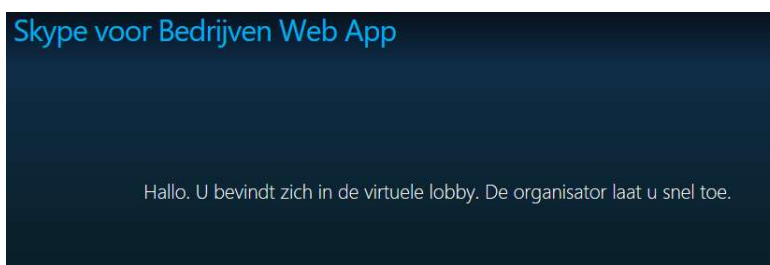 Skype voor Bedrijven Web App
Hallo. U bevindt zich in de virtuele lobby. De organisator laat u snel toe.